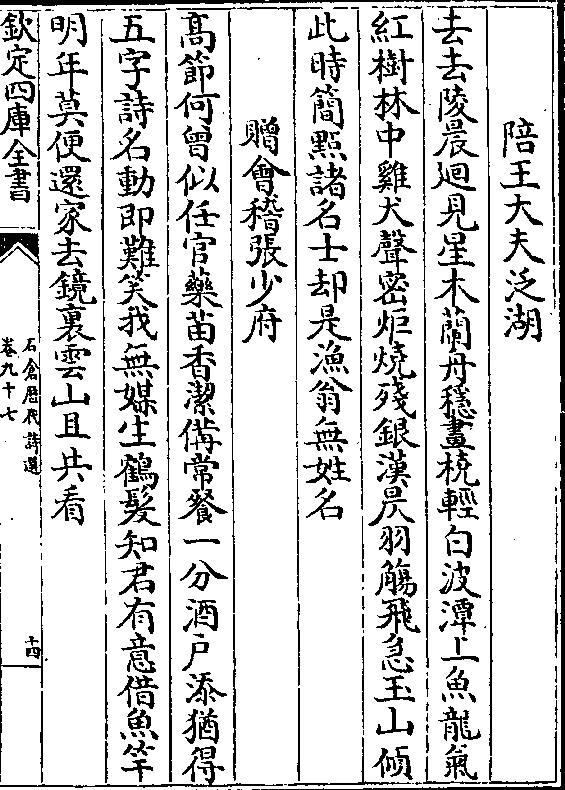 陪王大夫泛湖
去去陵晨迴見星木蘭舟穩畫橈輕白波潭上魚龍氣
紅樹林中雞犬聲密炬燒殘銀漢昃羽觴飛急玉山傾
此時簡㸃諸名士却是漁翁無姓名
贈會稽張少府
髙節何曾似任官藥苗香潔備常餐一分酒户添猶得
五字詩名動即難笑我無媒生鶴髮知君有意借魚竿
明年莫便還家去鏡裏雲山且共看
欽定四庫全書
石倉歷代詩選
卷九十七
十四